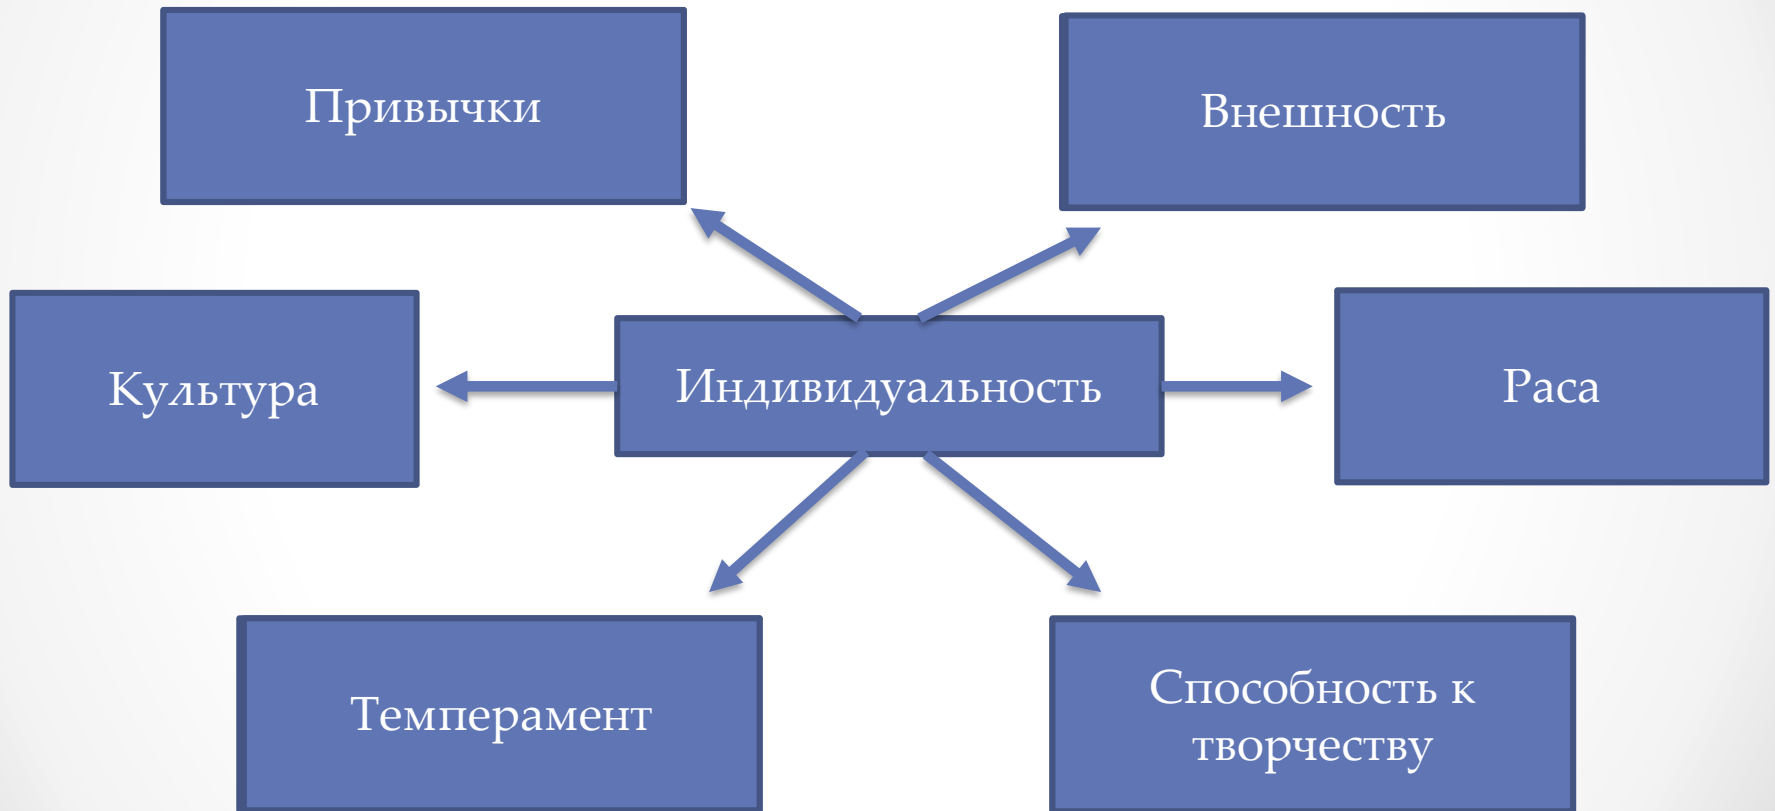 Привычки
Внешность
Культура
Индивидуальность
Раса
Темперамент
Способность к
творчеству